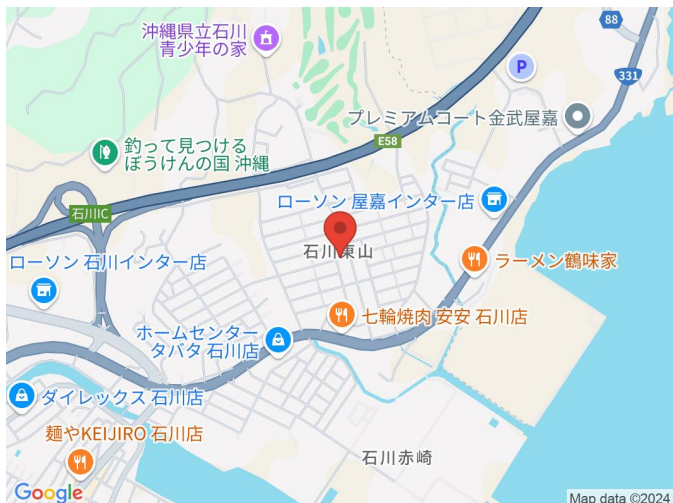 沖縄県立石川
青少年の家
88
331
P
プレミアムコート金武屋嘉
E58
釣って見つける
ぼうけんの国 沖縄
ローソン 屋嘉インター店
石川IC
石川東山
ローソン 石川インター店
ラーメン鶴味家
七輪焼肉 安安 石川店
ホームセンター
タバタ 石川店
ダイレックス 石川店
麺やKEIJIRO 石川店
石川赤崎
Google
Map data ©2024